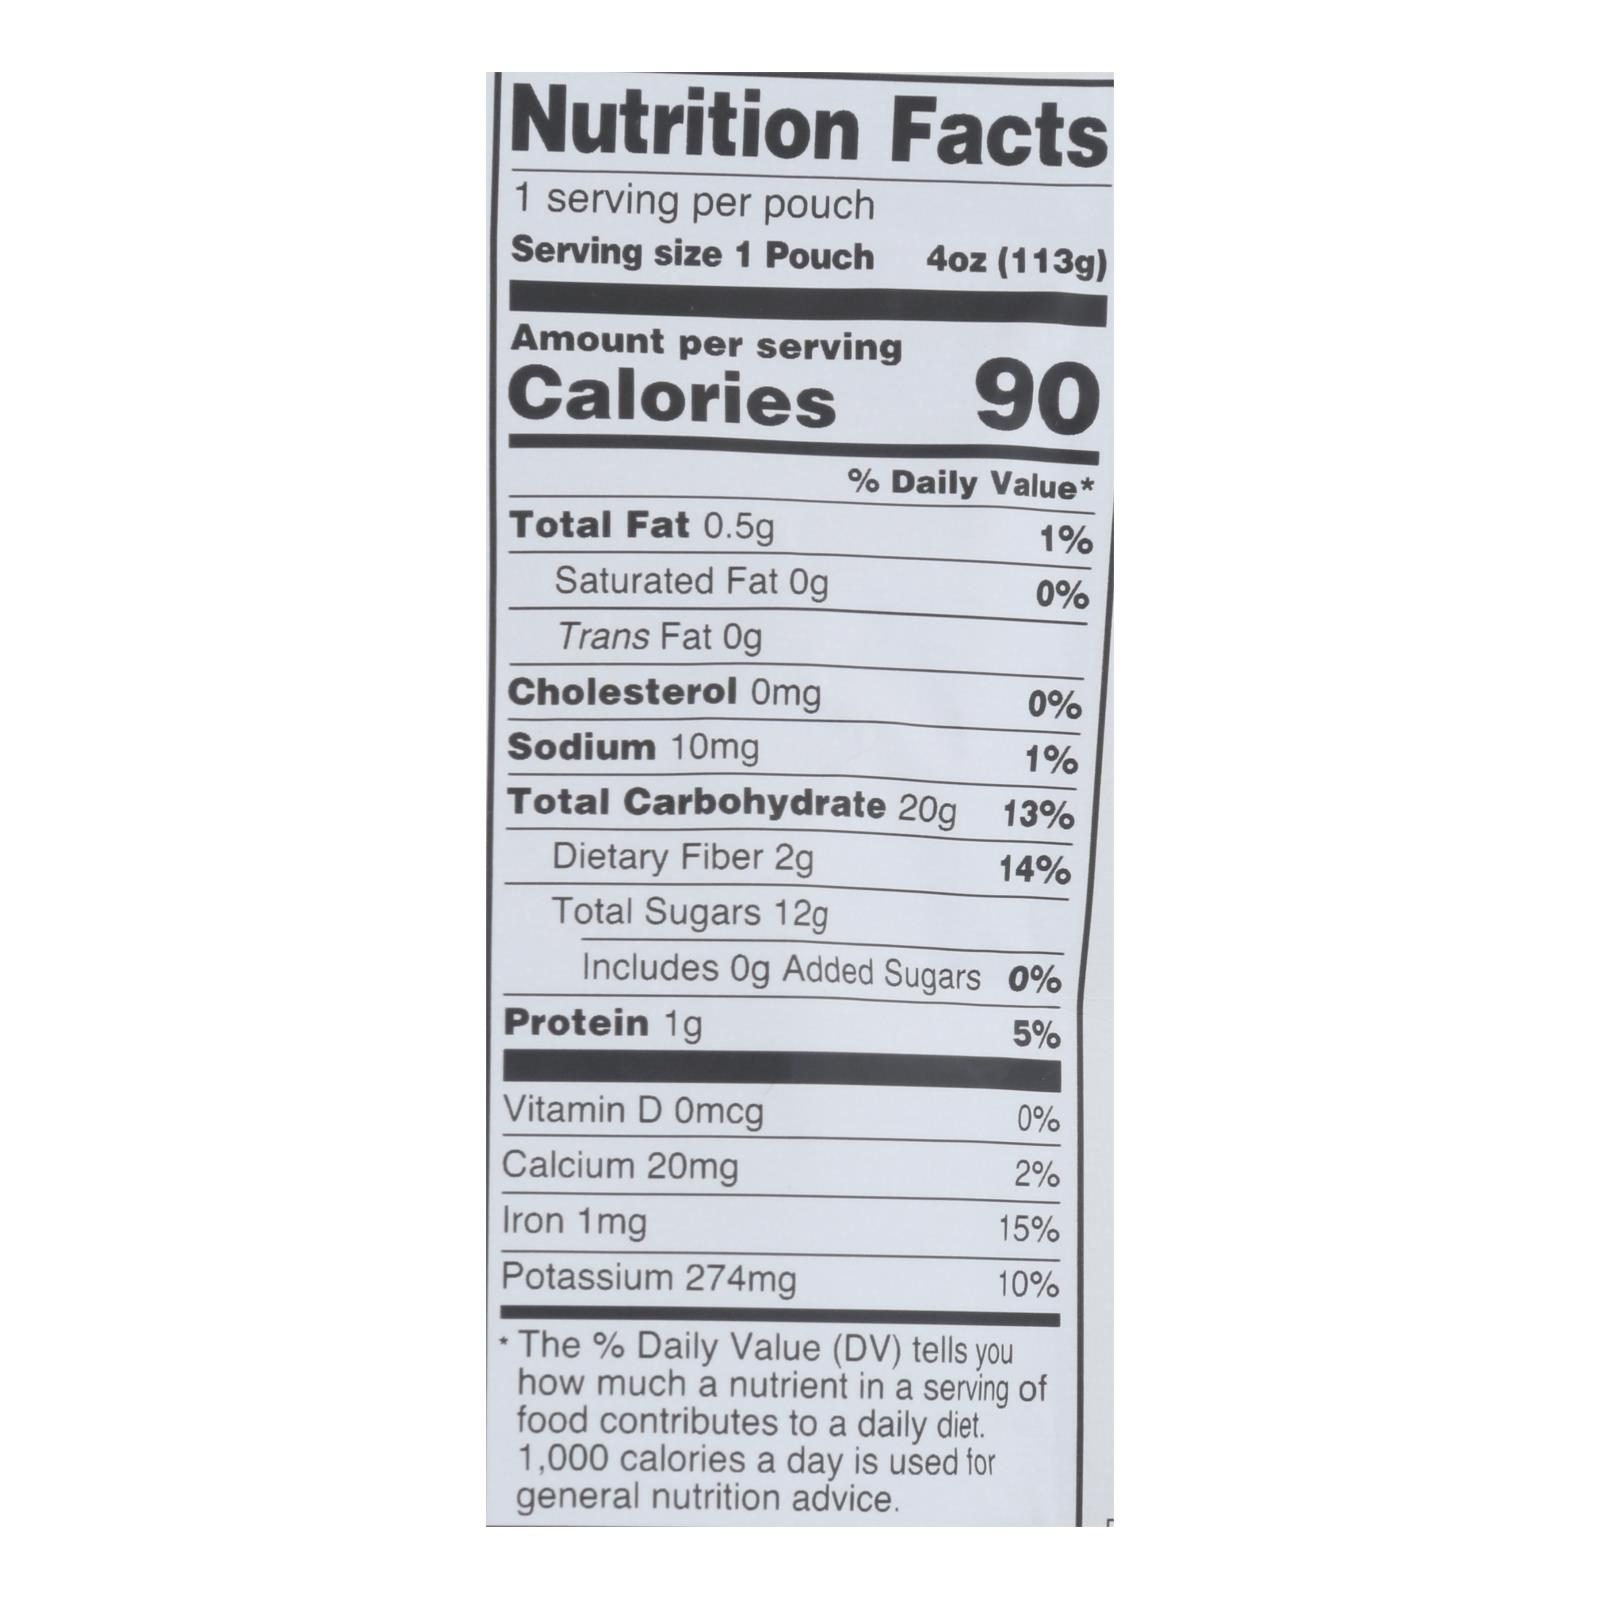 Nutrition Facts
1 serving per pouch
Serving size 1 Pouch 4oz (113g)
Amount per serving
Calories 90
% Daily Value*
Total Fat 0.5g 1%
Saturated Fat 0g 0%
Trans Fat 0g
Cholesterol 0mg 0%
Sodium 10mg 1%
Total Carbohydrate 20g 13%
Dietary Fiber 2g 14%
Total Sugars 12g
Includes 0g Added Sugars 0%
Protein 1g 5%
Vitamin D 0mcg 0%
Calcium 20mg 2%
Iron 1mg 15%
Potassium 274mg 10%
* The % Daily Value (DV) tells you
how much a nutrient in a serving of
food contributes to a daily diet.
1,000 calories a day is used for
general nutrition advice.